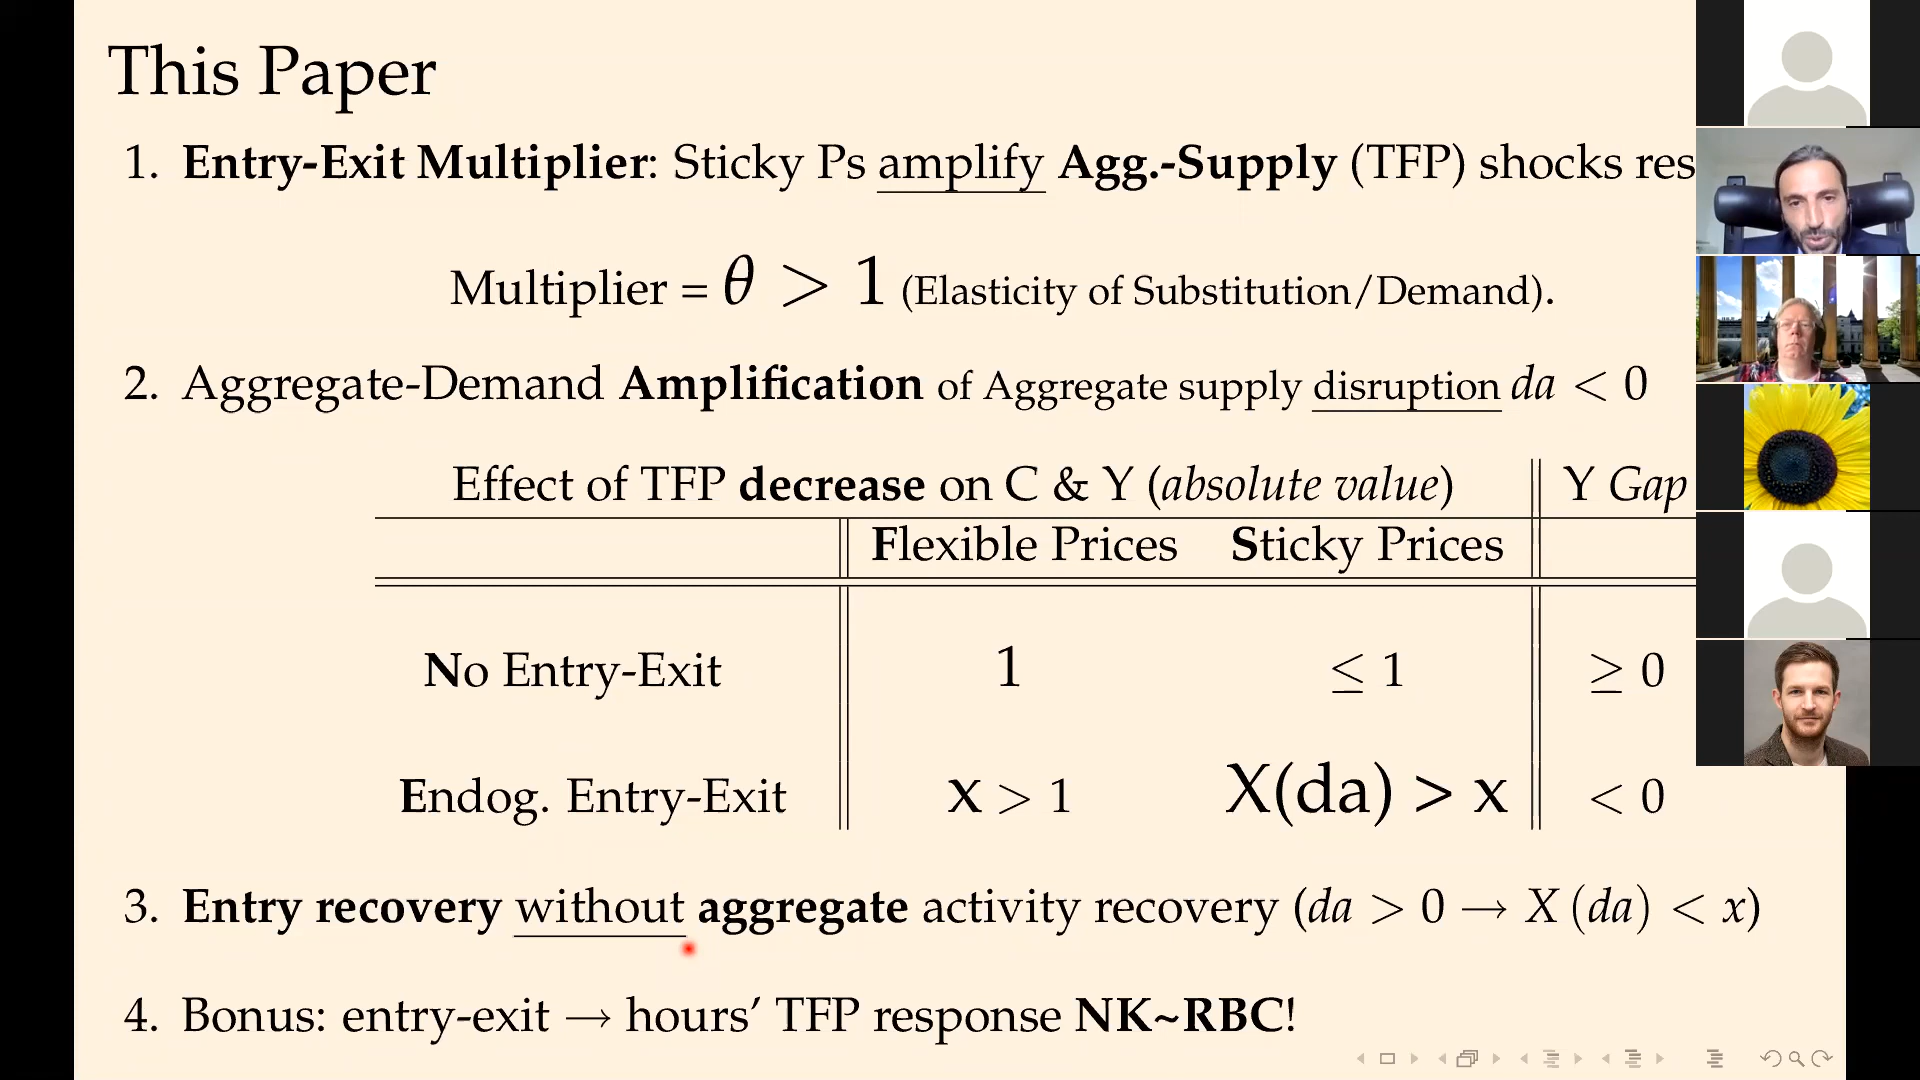 This Paper
1. Entry-Exit Multiplier: Sticky Ps amplify Agg.-Supply (TFP) shocks res
Multiplier = θ > 1 (Elasticity of Substitution/Demand).
2. Aggregate-Demand Amplification of Aggregate supply disruption da < 0
Effect of TFP decrease on C & Y (absolute value) Y Gap
Flexible Prices Sticky Prices
No Entry-Exit 1 ≤ 1 ≥ 0
Endog. Entry-Exit x > 1 X(da) > x < 0
3. Entry recovery without aggregate activity recovery (da > 0 → X (da) < x)
4. Bonus: entry-exit → hours’ TFP response NK~RBC!